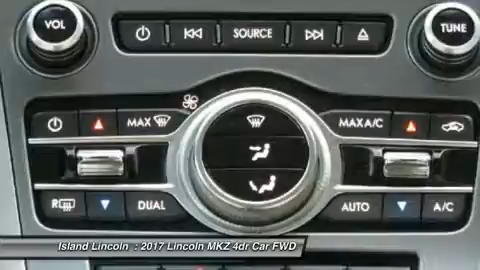 VOL
SOURCE
TUNE
MAX
MAX A/C
R
DUAL
AUTO
A/C
Island Lincoln : 2017 Lincoln MKZ 4dr Car FWD